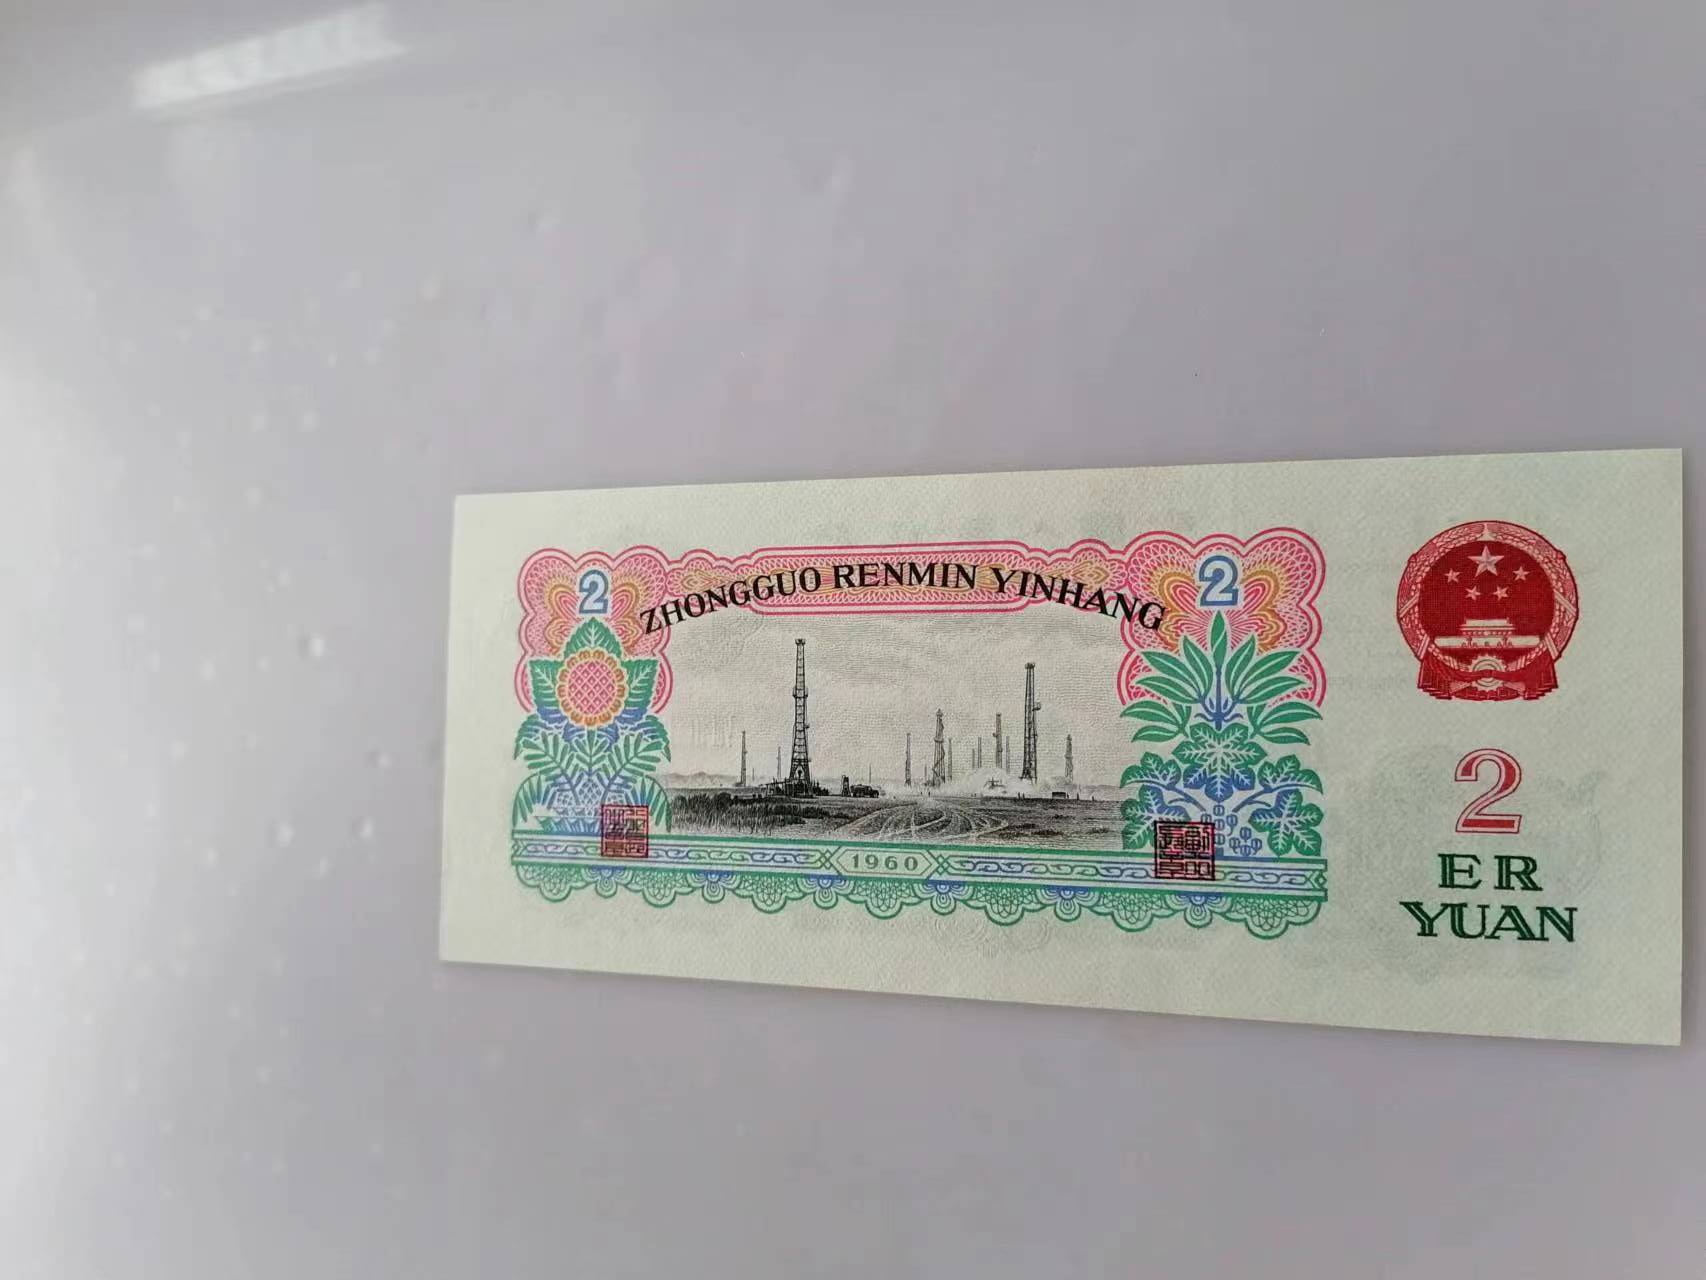 ZHONGGUO RENMIN YINHANG
2
2
1960
2
ER
YUAN